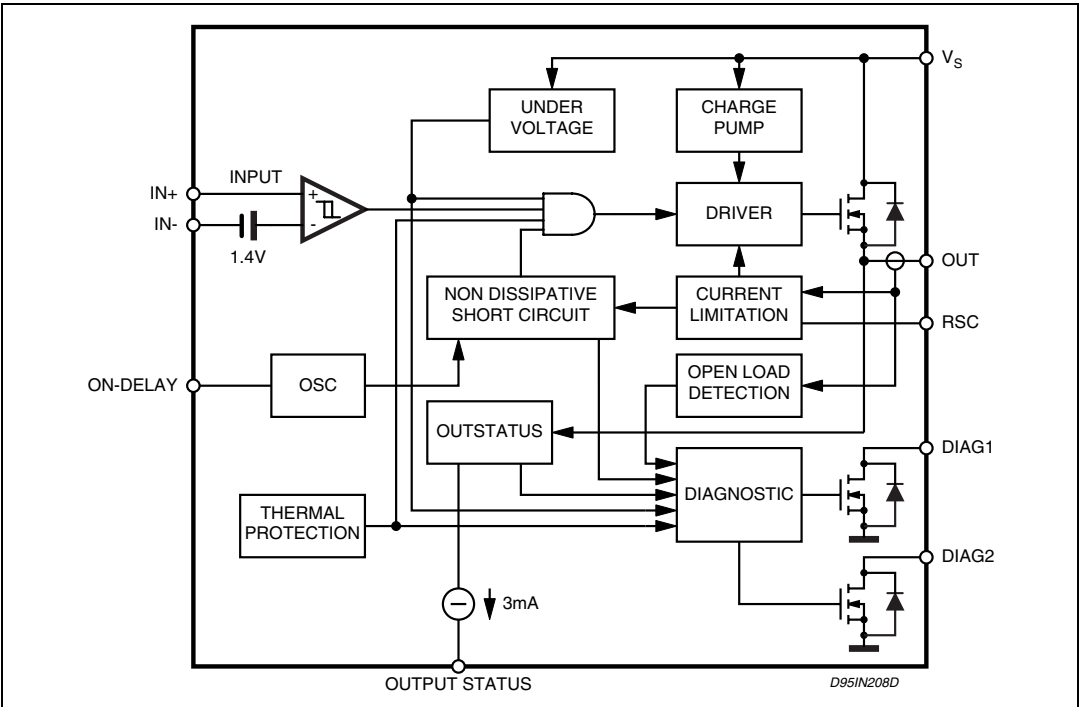 VS
UNDER
VOLTAGE
CHARGE
PUMP
INPUT
IN+
+
IN-
-
1.4V
DRIVER
OUT
NON DISSIPATIVE
SHORT CIRCUIT
CURRENT
LIMITATION
RSC
ON-DELAY
OSC
OPEN LOAD
DETECTION
OUTSTATUS
DIAG1
DIAGNOSTIC
THERMAL
PROTECTION
DIAG2
3mA
OUTPUT STATUS
D95IN208D